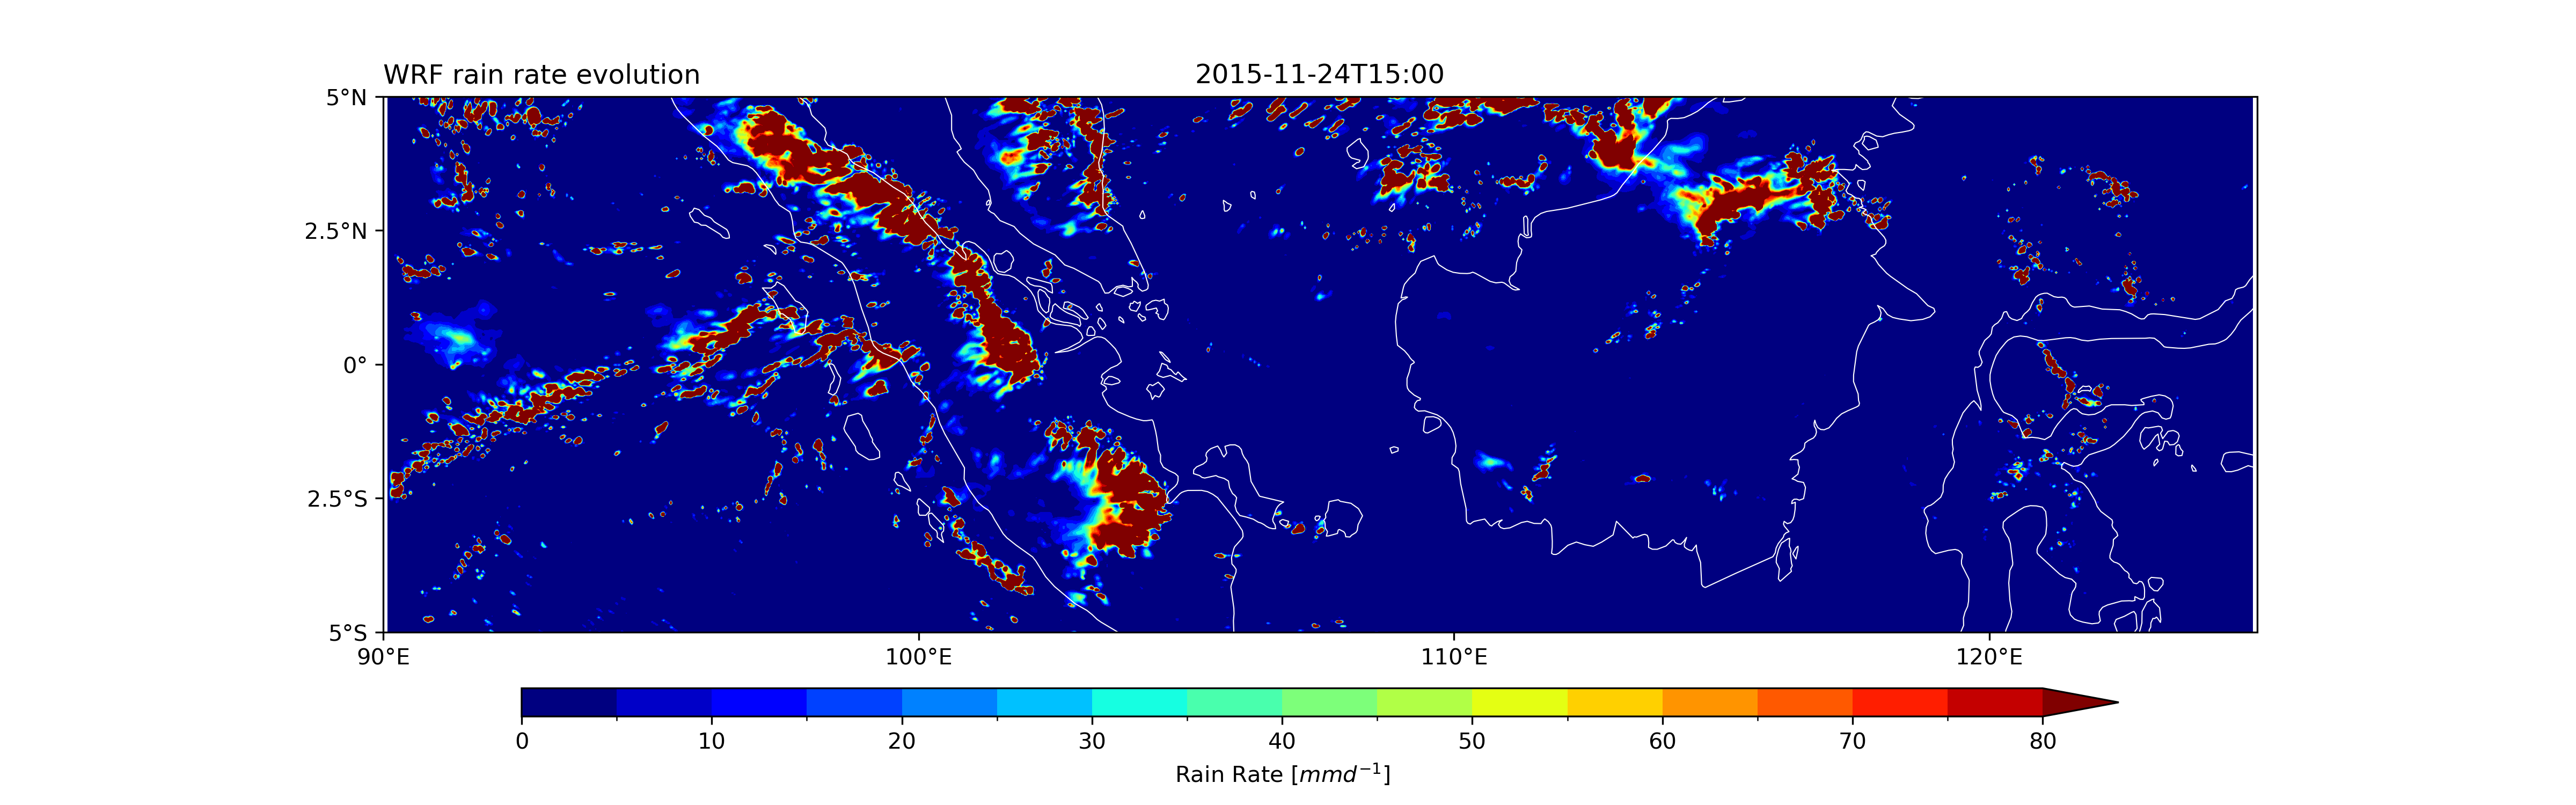 WRF rain rate evolution
2015-11-24T15:00
5°N
2.5°N
0°
2.5°S
5°S
90°E 100°E 110°E 120°E
0 10 20 30 40 50 60 70 80
Rain Rate [mmd⁻¹]